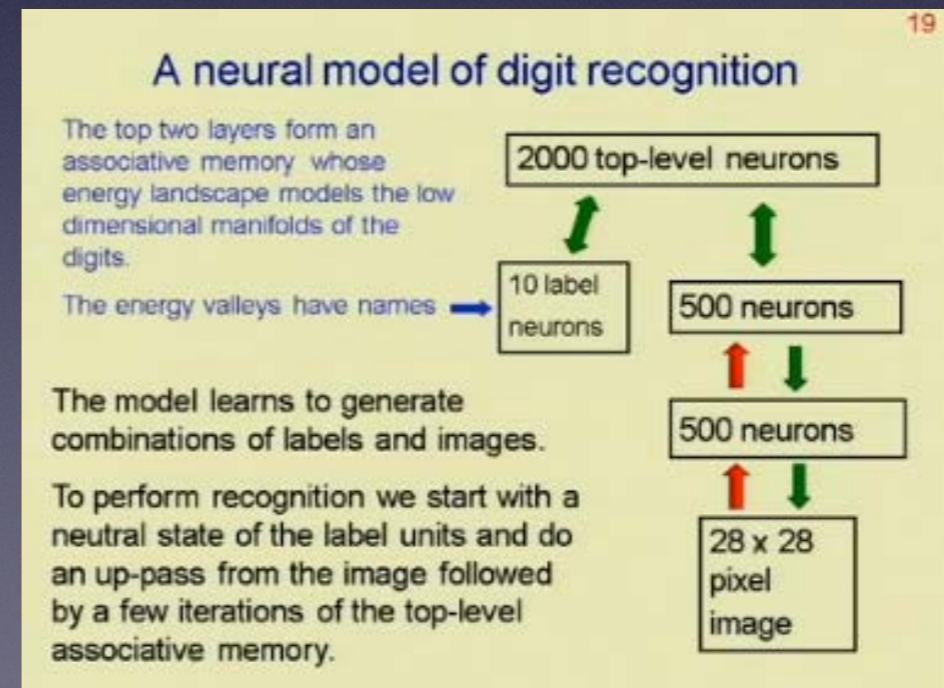 19
A neural model of digit recognition
The top two layers form an
associative memory whose
energy landscape models the low
dimensional manifolds of the
digits.
The energy valleys have names
The model learns to generate
combinations of labels and images.
To perform recognition we start with a
neutral state of the label units and do
an up-pass from the image followed
by a few iterations of the top-level
associative memory.
2000 top-level neurons
10 label
neurons
500 neurons
500 neurons
28 x 28
pixel
image